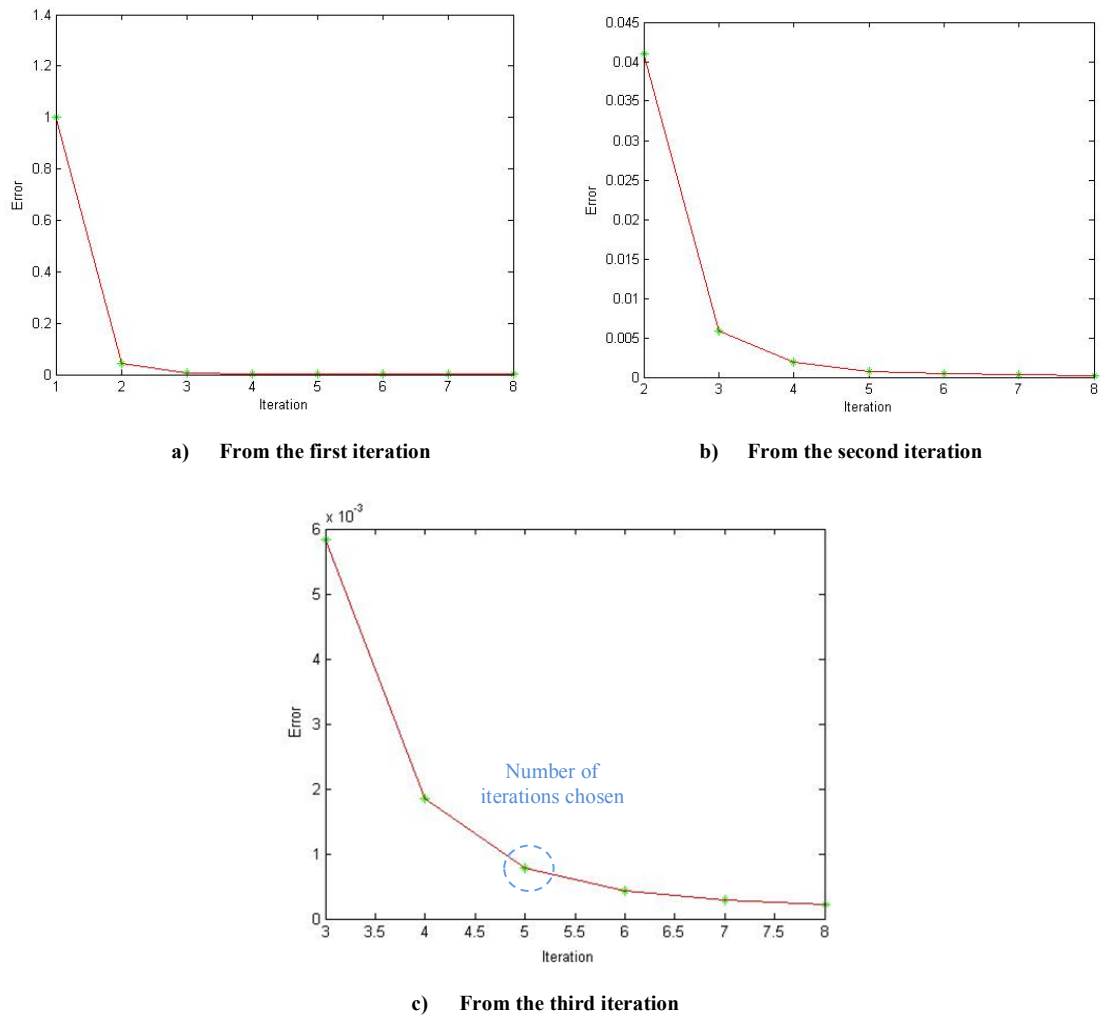 1.4
1.2
1
0.8
0.6
0.4
0.2
0
Error
1 2 3 4 5 6 7 8
Iteration
a) From the first iteration
0.045
0.04
0.035
0.03
0.025
0.02
0.015
0.01
0.005
0
Error
2 3 4 5 6 7 8
Iteration
b) From the second iteration
x 10⁻³
6
5
4
3
2
1
0
Error
Number of
iterations chosen
3 3.5 4 4.5 5 5.5 6 6.5 7 7.5 8
Iteration
c) From the third iteration